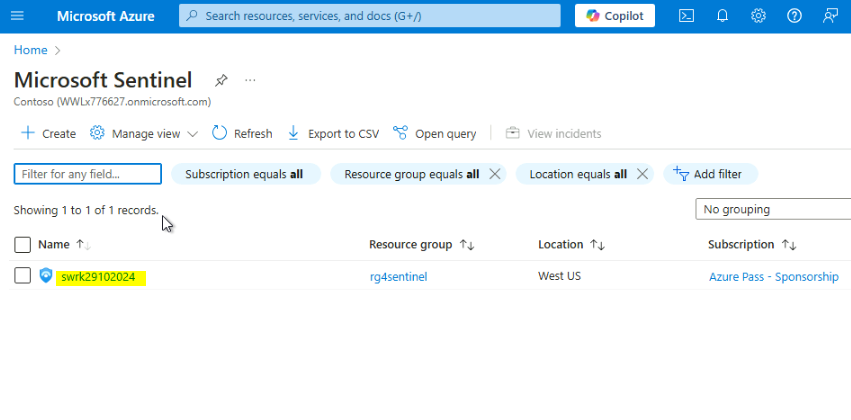 Microsoft Azure Search resources, services, and docs (G+/) Copilot
Home >
Microsoft Sentinel ...
Contoso (WWLx776627.onmicrosoft.com)
+ Create Manage view Refresh Export to CSV Open query View incidents
Filter for any field... Subscription equals all Resource group equals all Location equals all Add filter
Showing 1 to 1 of 1 records.
No grouping
Name ↑↓ Resource group ↑↓ Location ↑↓ Subscription ↑↓
swrk29102024 rg4sentinel West US Azure Pass - Sponsorship